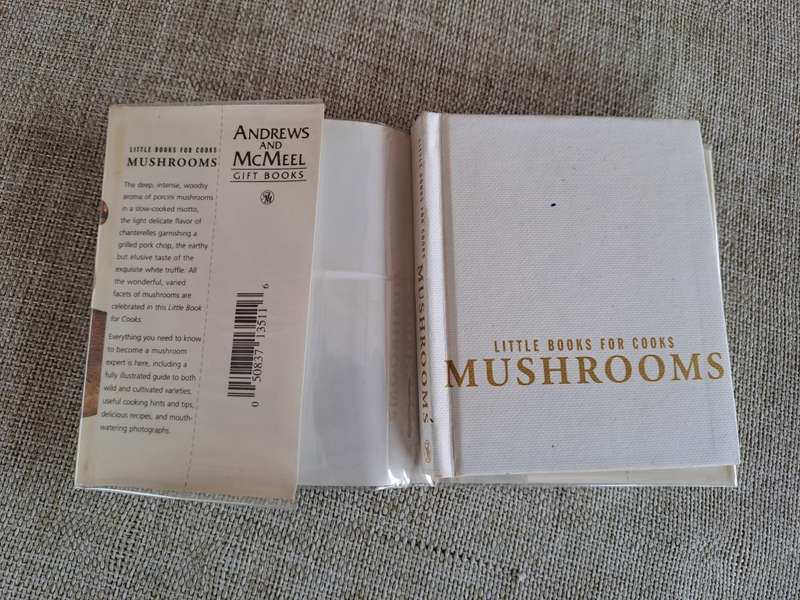 LITTLE BOOKS FOR COOKS
MUSHROOMS
The deep, intense, woodsy
aroma of porcini mushrooms
in a slow-cooked risotto,
the light delicate flavor of
chanterelles garnishing a
grilled pork chop, the earthy
but elusive taste of the
exquisite white truffle. All
the wonderful, varied
facets of mushrooms are
celebrated in this Little Book
for Cooks.
Everything you need to know
to become a mushroom
expert is here, including a
fully illustrated guide to both
wild and cultivated varieties,
useful cooking hints and tips,
delicious recipes, and mouth-
watering photographs.
ANDREWS
AND
MCMEEL
GIFT BOOKS
0 50837 13511 6
LITTLE BOOKS FOR COOKS MUSHROOMS
LITTLE BOOKS FOR COOKS
MUSHROOMS